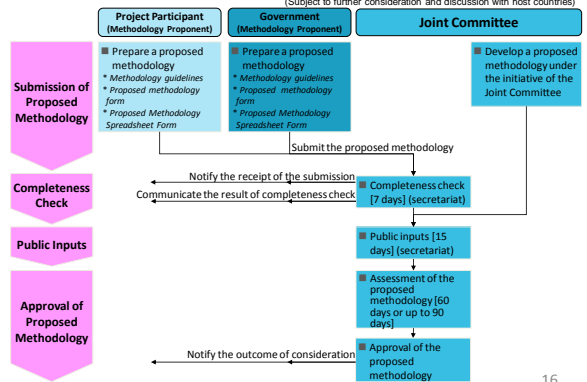 (Subject to further consideration and discussion with host countries)
Project Participant
(Methodology Proponent)
Government
(Methodology Proponent)
Joint Committee
Submission of
Proposed
Methodology
■ Prepare a proposed
methodology
* Methodology guidelines
* Proposed methodology
form
* Proposed Methodology
Spreadsheet Form
■ Prepare a proposed
methodology
* Methodology guidelines
* Proposed methodology
form
* Proposed Methodology
Spreadsheet Form
■ Develop a proposed
methodology under
the initiative of the
Joint Committee
Submit the proposed methodology
Completeness
Check
Notify the receipt of the submission
Communicate the result of completeness check
■ Completeness check
[7 days] (secretariat)
Public Inputs
■ Public inputs [15
days] (secretariat)
Approval of
Proposed
Methodology
■ Assessment of the
proposed
methodology [60
days or up to 90
days]
Notify the outcome of consideration
■ Approval of the
proposed
methodology
16